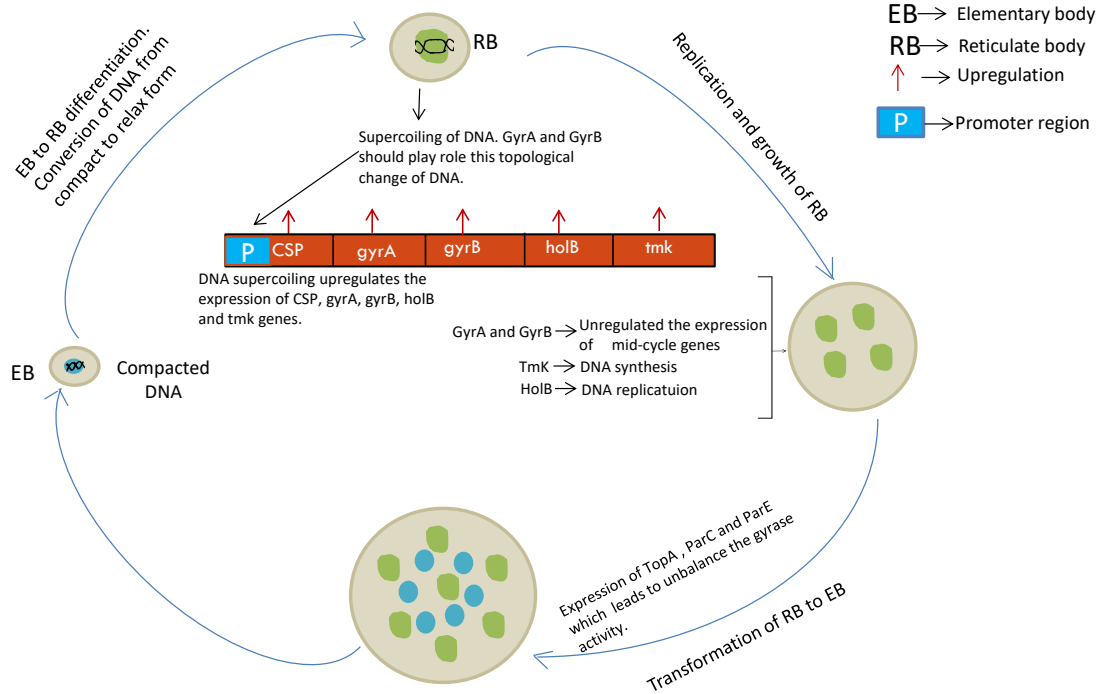 EB to RB differentiation.
Conversion of DNA from
compact to relax form
RB
Replication and growth of RB
EB → Elementary body
RB → Reticulate body
→ Upregulation
P → Promoter region
Supercoiling of DNA. GyrA and GyrB
should play role this topological
change of DNA.
P CSP gyrA gyrB holB tmk
DNA supercoiling upregulates the
expression of CSP, gyrA, gyrB, holB
and tmk genes.
GyrA and GyrB → Unregulated the expression
of mid-cycle genes
TmK → DNA synthesis
HolB → DNA replicatuion
EB
Compacted
DNA
Expression of TopA , ParC and ParE
which leads to unbalance the gyrase
activity.
Transformation of RB to EB